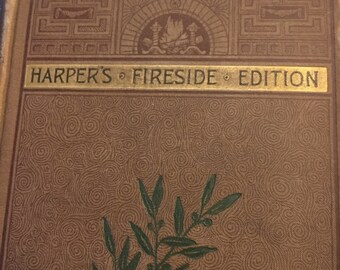 HARPER'S • FIRESIDE • EDITION